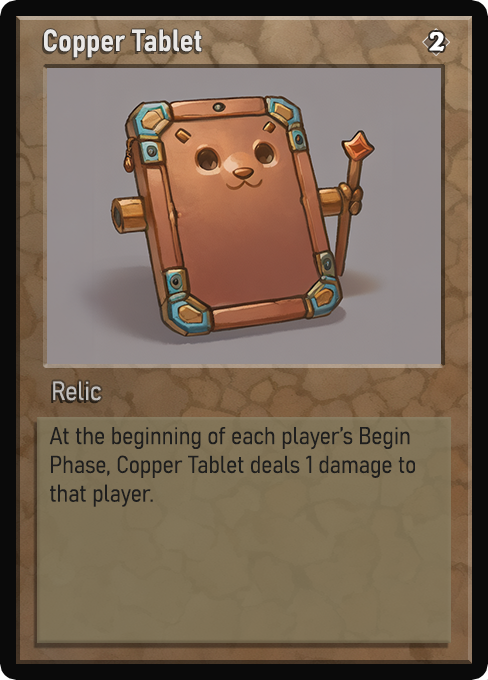 Copper Tablet
2
Relic
At the beginning of each player's Begin
Phase, Copper Tablet deals 1 damage to
that player.